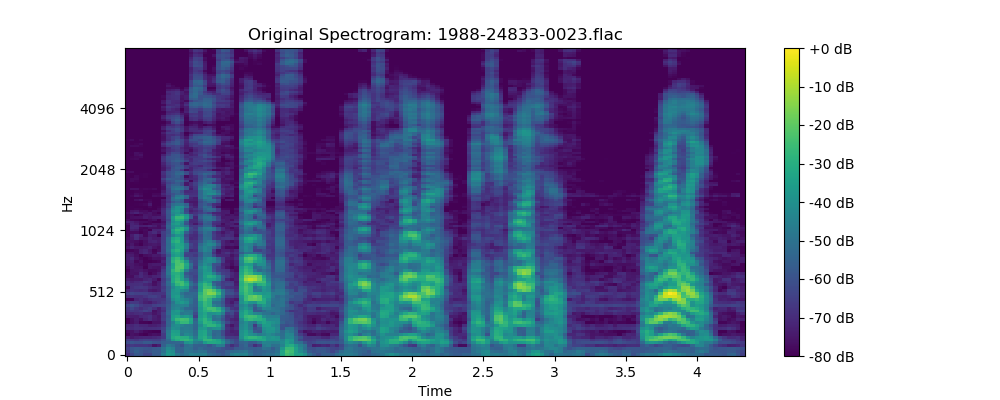 Original Spectrogram: 1988-24833-0023.flac
Hz
4096
2048
1024
512
0
0
0.5
1
1.5
2
2.5
3
3.5
4
Time
+0 dB
-10 dB
-20 dB
-30 dB
-40 dB
-50 dB
-60 dB
-70 dB
-80 dB